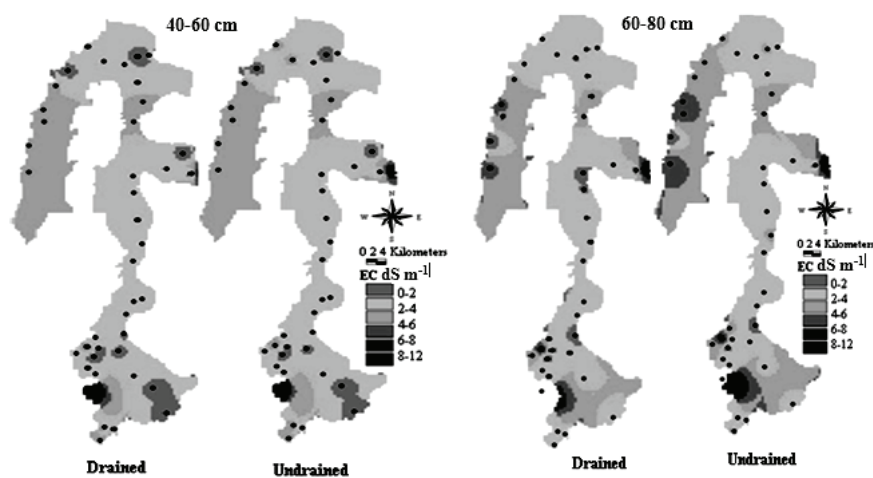 40-60 cm
60-80 cm
N
W E
S
0 2 4 Kilometers
EC dS m⁻¹
0-2
2-4
4-6
6-8
8-12
N
W E
S
0 2 4 Kilometers
EC dS m⁻¹
0-2
2-4
4-6
6-8
8-12
Drained
Undrained
Drained
Undrained